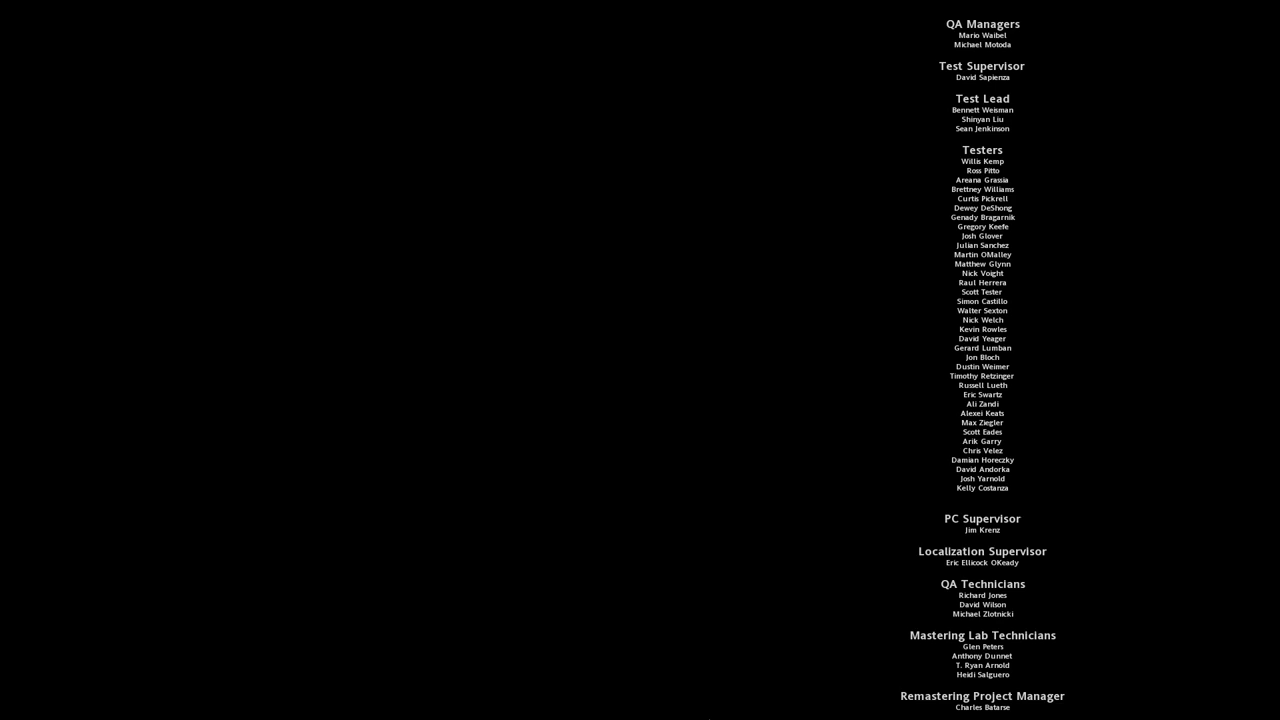 QA Managers
Mario Waibel
Michael Motoda
Test Supervisor
David Sapienza
Test Lead
Bennett Weisman
Shinyan Liu
Sean Jenkinson
Testers
Willis Kemp
Ross Pitto
Areana Grassia
Brettney Williams
Curtis Pickrell
Dewey DeShong
Genady Bragarnik
Gregory Keefe
Josh Glover
Julian Sanchez
Martin OMalley
Matthew Glynn
Nick Voight
Raul Herrera
Scott Tester
Simon Castillo
Walter Sexton
Nick Welch
Kevin Rowles
David Yeager
Gerard Lumban
Jon Bloch
Dustin Weimer
Timothy Retzinger
Russell Lueth
Eric Swartz
Ali Zandi
Alexei Keats
Max Ziegler
Scott Eades
Arik Garry
Chris Velez
Damian Horeczky
David Andorka
Josh Yarnold
Kelly Costanza
PC Supervisor
Jim Krenz
Localization Supervisor
Eric Ellicock OKeady
QA Technicians
Richard Jones
David Wilson
Michael Zlotnicki
Mastering Lab Technicians
Glen Peters
Anthony Dunnet
T. Ryan Arnold
Heidi Salguero
Remastering Project Manager
Charles Batarse